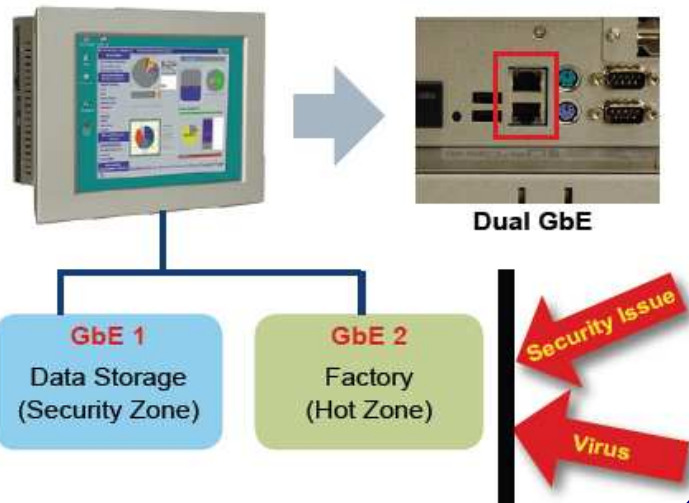 Dual GbE
GbE 1
Data Storage
(Security Zone)
GbE 2
Factory
(Hot Zone)
Security Issue
Virus